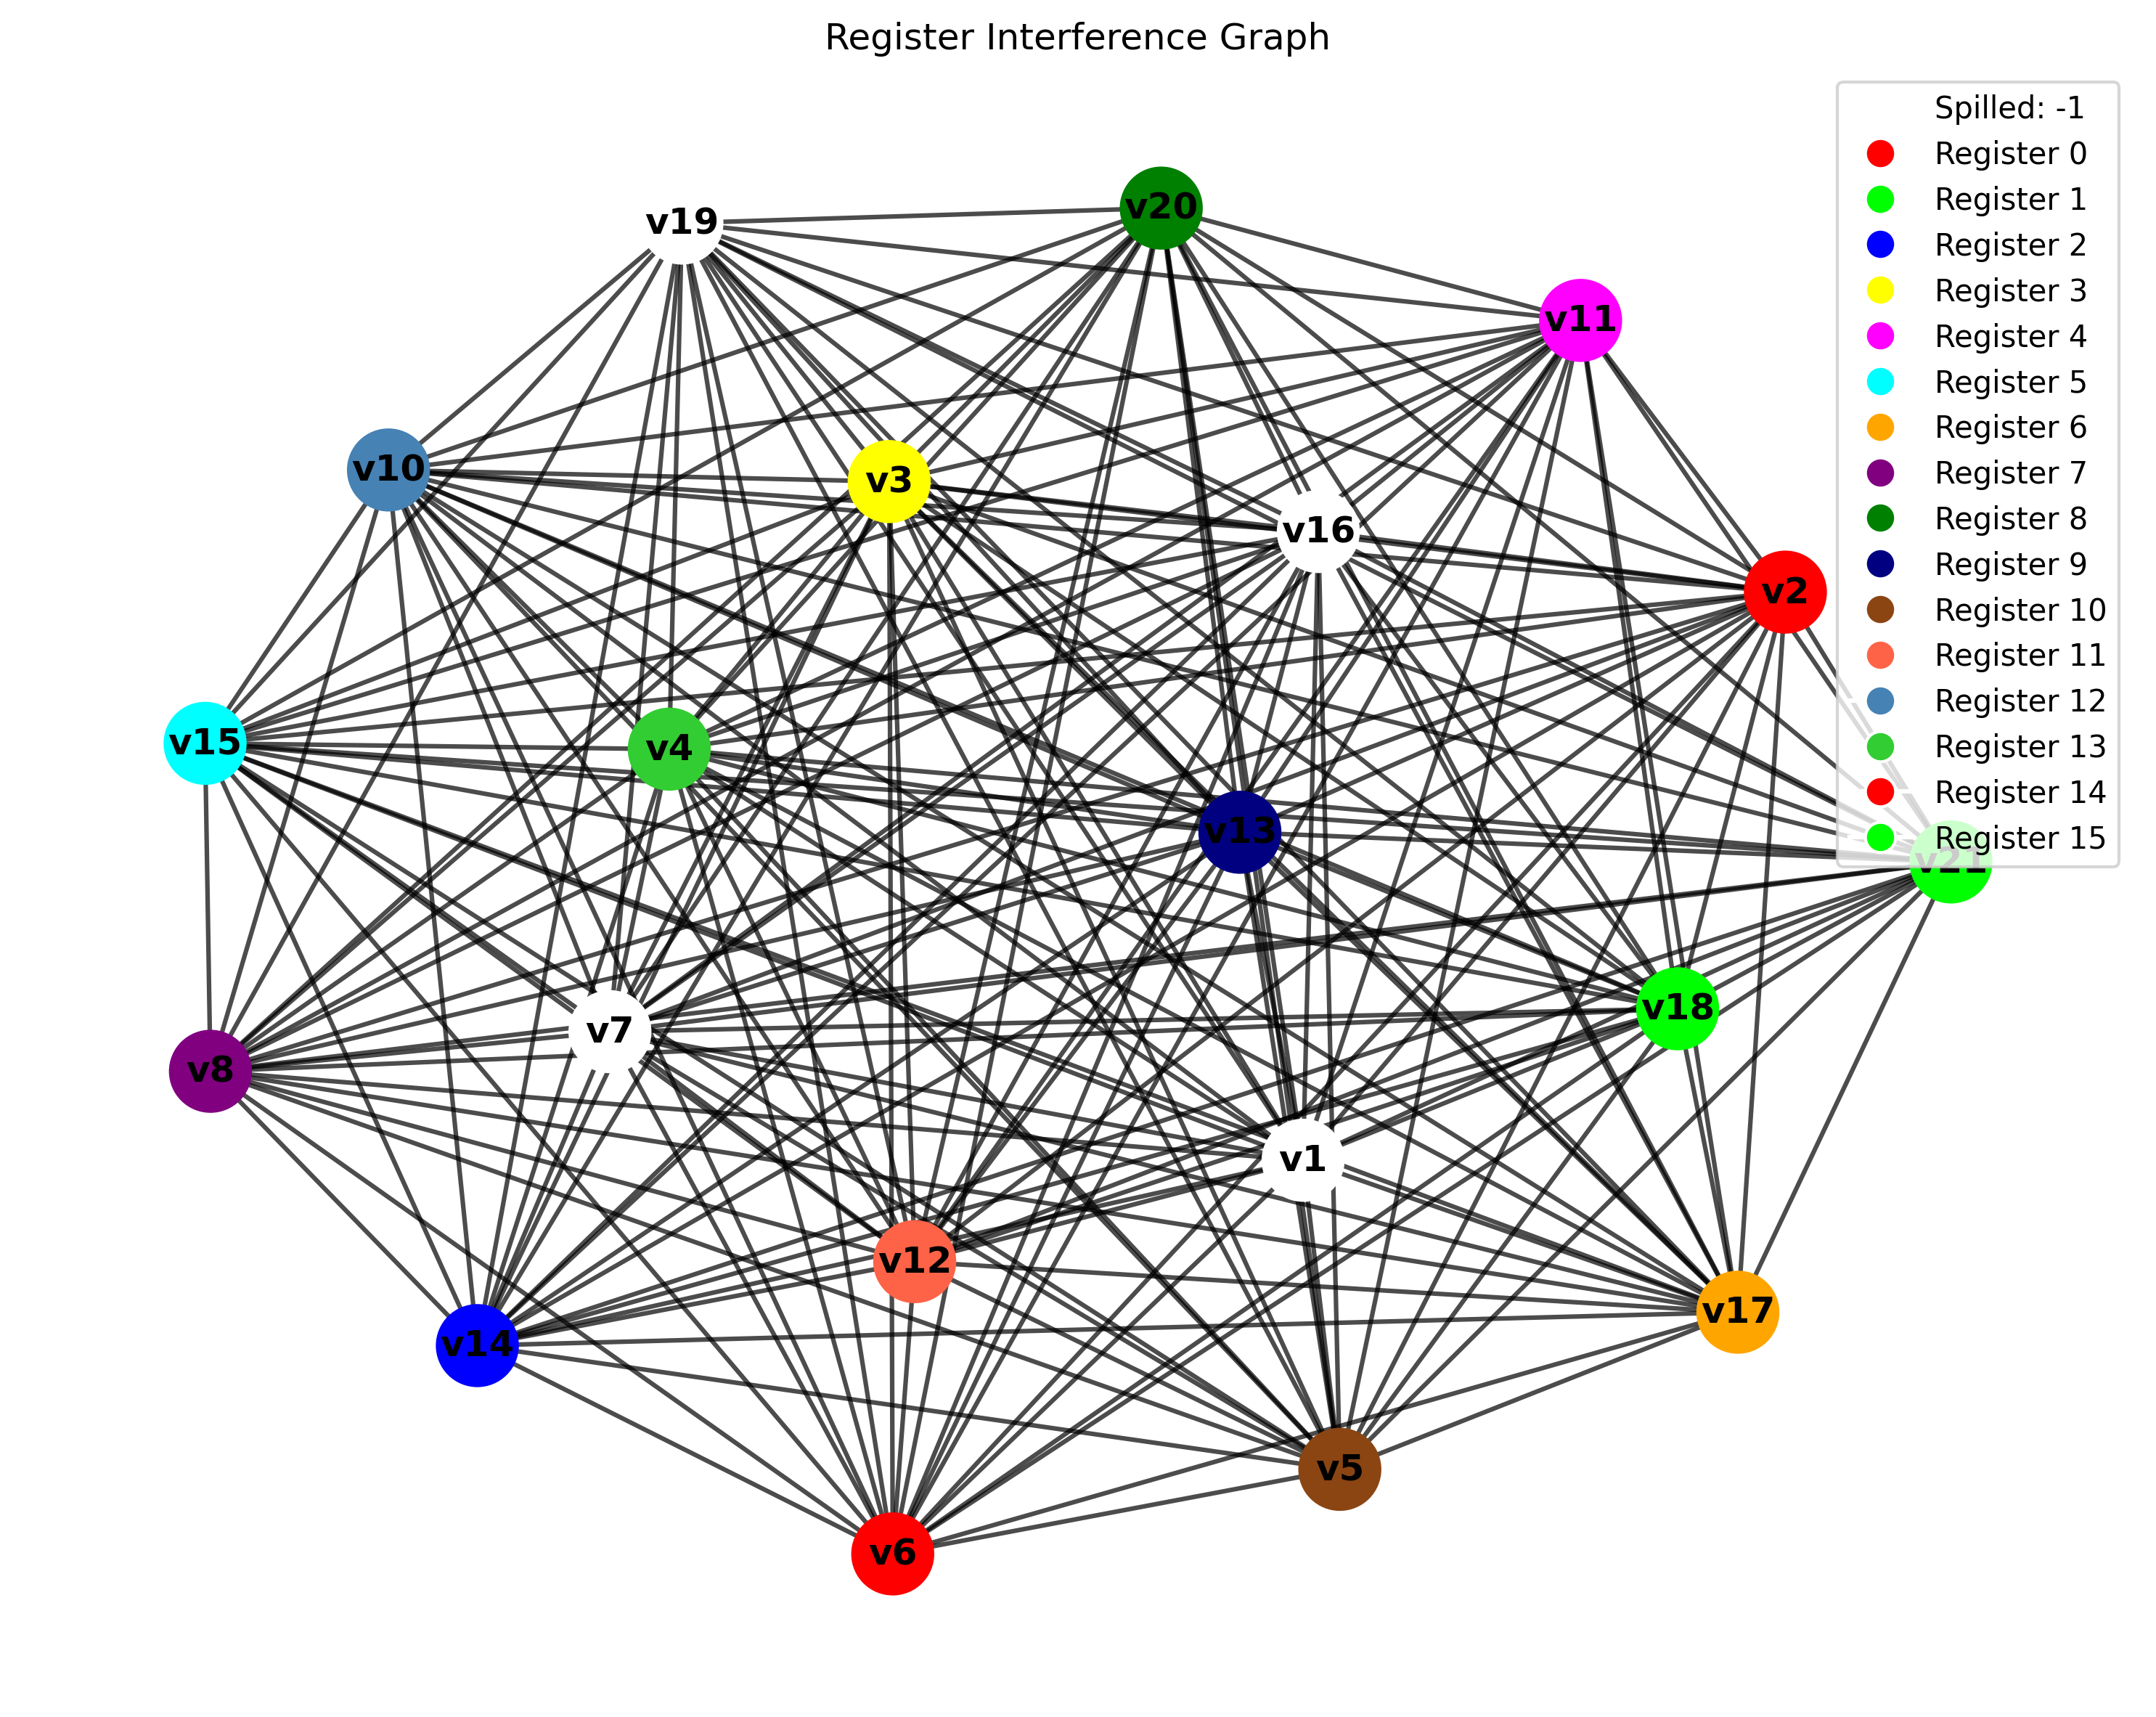 Register Interference Graph
Spilled: -1
Register 0
Register 1
Register 2
Register 3
Register 4
Register 5
Register 6
Register 7
Register 8
Register 9
Register 10
Register 11
Register 12
Register 13
Register 14
Register 15
v20
v19
v11
v10
v3
v16
v2
v15
v4
v13
v21
v18
v7
v8
v1
v12
v17
v14
v5
v6